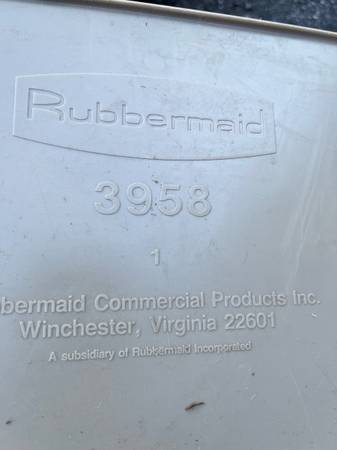 Rubbermaid
3958
1
bermaid Commercial Products Inc.
Winchester, Virginia 22601
A subsidiary of Rubbermaid Incorporated